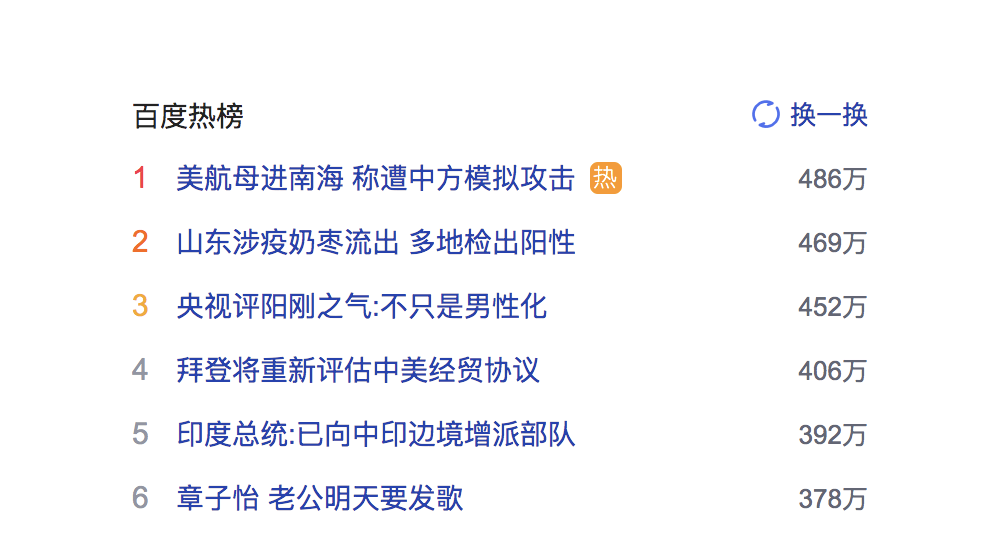 百度热榜 换一换
1 美航母进南海 称遭中方模拟攻击 热 486万
2 山东涉疫奶枣流出 多地检出阳性 469万
3 央视评阳刚之气:不只是男性化 452万
4 拜登将重新评估中美经贸协议 406万
5 印度总统:已向中印边境增派部队 392万
6 章子怡 老公明天要发歌 378万